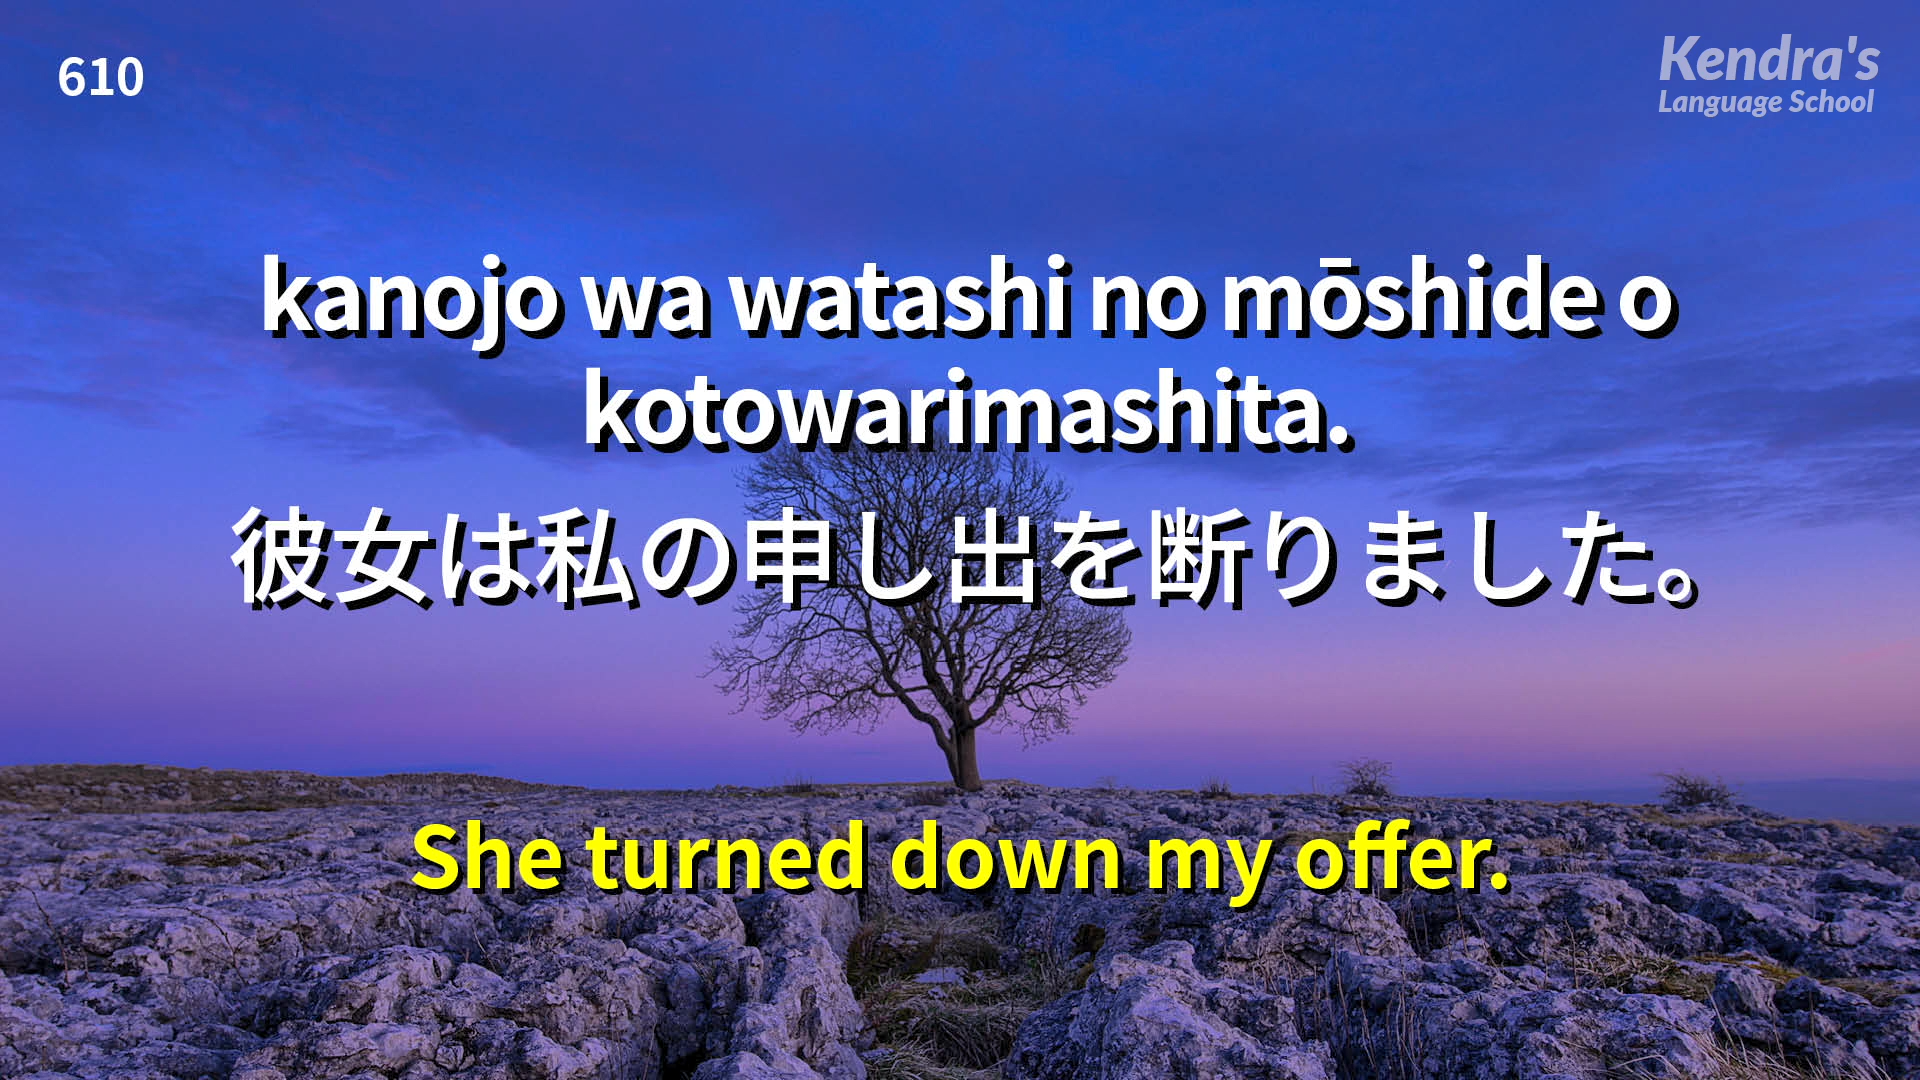 610
Kendra's
Language School
kanojo wa watashi no mōshide o
kotowarimashita.
彼女は私の申し出を断りました。
She turned down my offer.